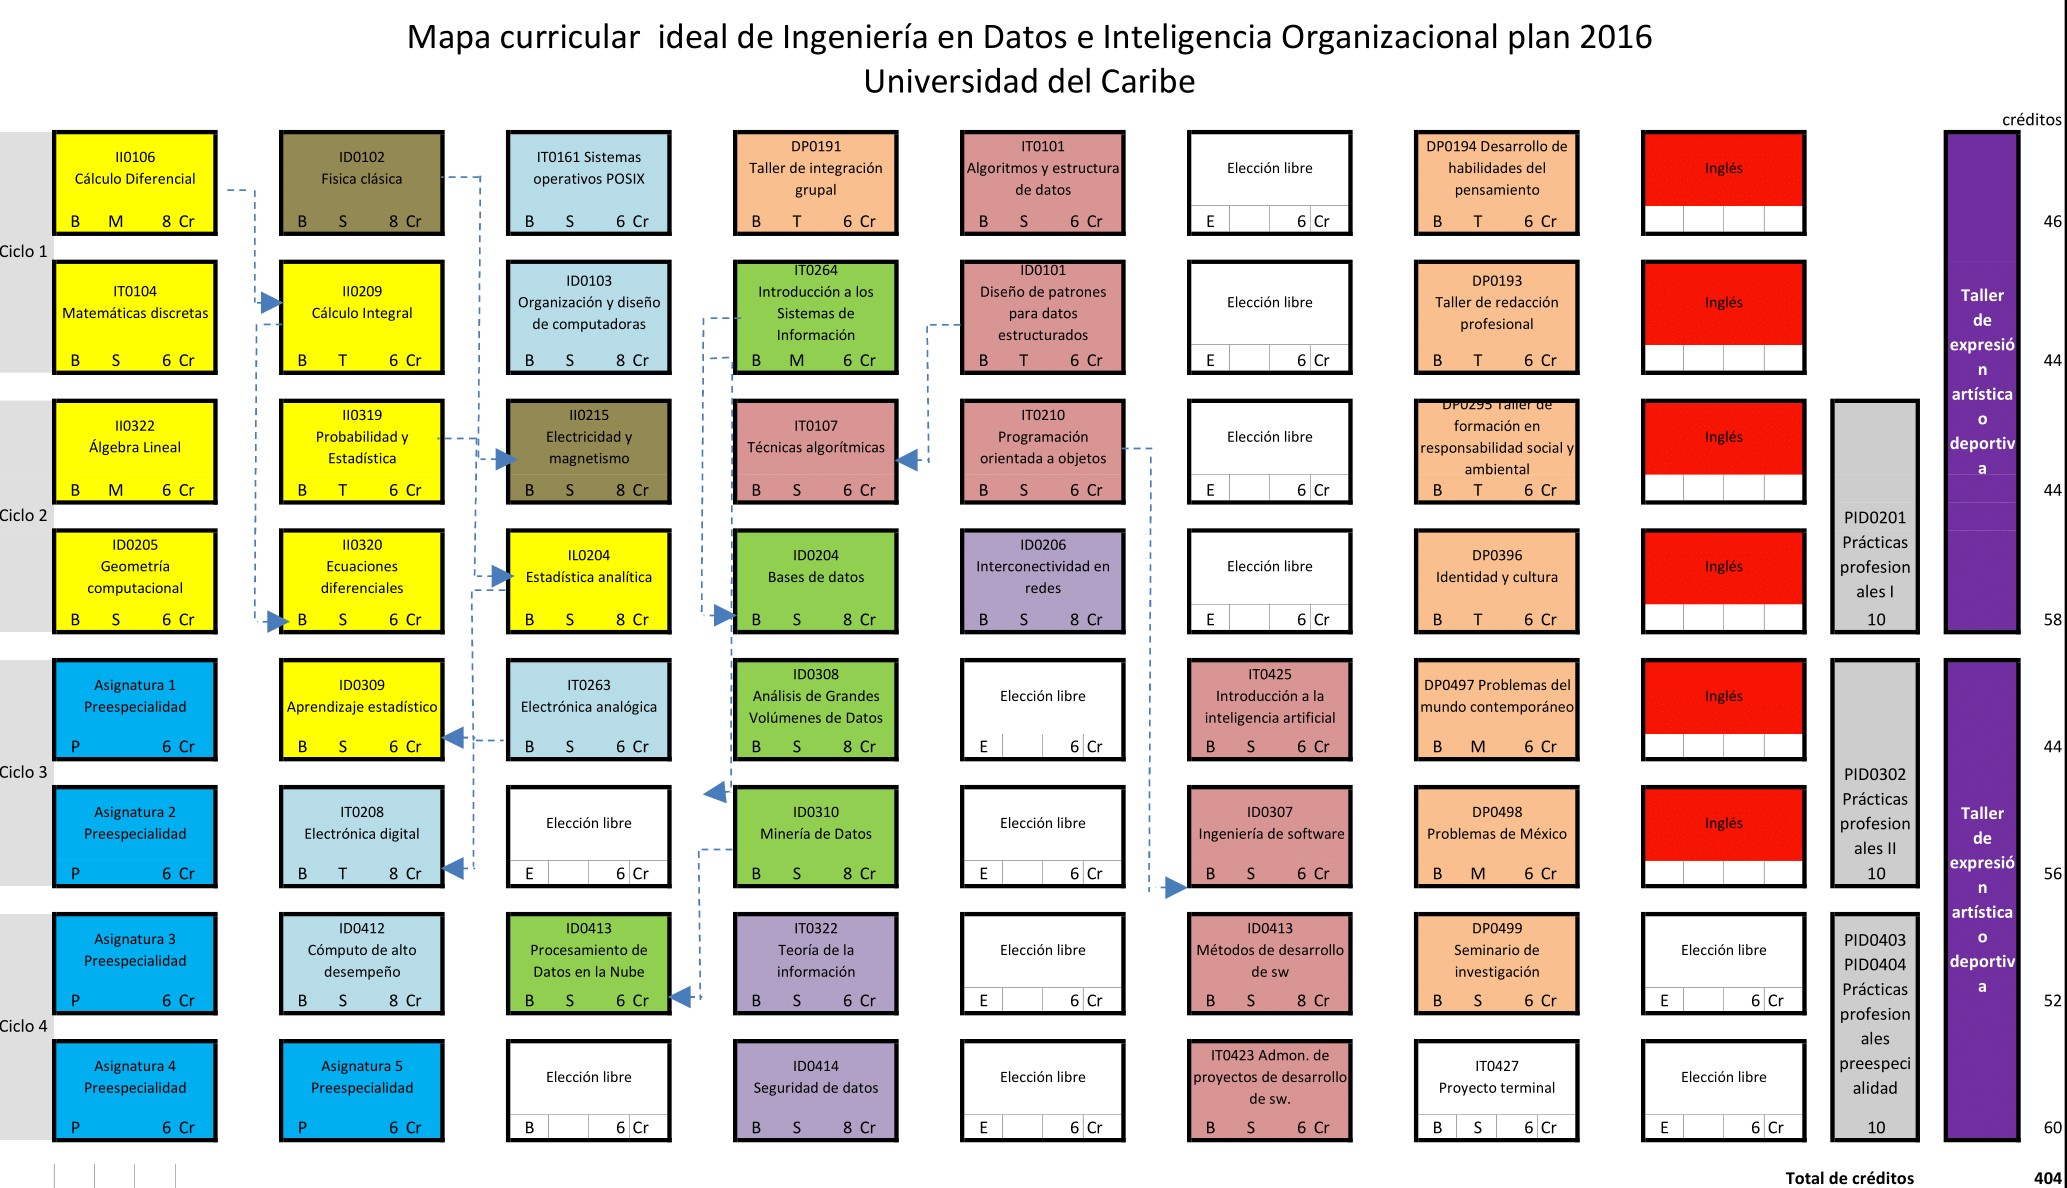 Mapa curricular ideal de Ingeniería en Datos e Inteligencia Organizacional plan 2016
Universidad del Caribe
créditos
Ciclo 1
II0106
Cálculo Diferencial
B M 8 Cr
ID0102
Fisica clásica
B S 8 Cr
IT0161 Sistemas
operativos POSIX
B S 6 Cr
DP0191
Taller de integración
grupal
B T 6 Cr
IT0101
Algoritmos y estructura
de datos
B S 6 Cr
Elección libre
E 6 Cr
DP0194 Desarrollo de
habilidades del
pensamiento
B T 6 Cr
Inglés
46
IT0104
Matemáticas discretas
B S 6 Cr
II0209
Cálculo Integral
B T 6 Cr
ID0103
Organización y diseño
de computadoras
B S 8 Cr
IT0264
Introducción a los
Sistemas de
Información
B M 6 Cr
ID0101
Diseño de patrones
para datos
estructurados
B T 6 Cr
Elección libre
E 6 Cr
DP0193
Taller de redacción
profesional
B T 6 Cr
Inglés
44
Taller
de
expresió
n
artística
o
deportiv
a
Ciclo 2
II0322
Álgebra Lineal
B M 6 Cr
II0319
Probabilidad y
Estadística
B T 6 Cr
II0215
Electricidad y
magnetismo
B S 8 Cr
IT0107
Técnicas algorítmicas
B S 6 Cr
IT0210
Programación
orientada a objetos
B S 6 Cr
Elección libre
E 6 Cr
DP0295 Taller de
formación en
responsabilidad social y
ambiental
B T 6 Cr
Inglés
44
ID0205
Geometría
computacional
B S 6 Cr
II0320
Ecuaciones
diferenciales
B S 6 Cr
IL0204
Estadística analítica
B S 8 Cr
ID0204
Bases de datos
B S 8 Cr
ID0206
Interconectividad en
redes
B S 8 Cr
Elección libre
E 6 Cr
DP0396
Identidad y cultura
B T 6 Cr
Inglés
PID0201
Prácticas
profesion
ales I
10
58
Ciclo 3
Asignatura 1
Preespecialidad
P 6 Cr
ID0309
Aprendizaje estadístico
B S 6 Cr
IT0263
Electrónica analógica
B S 6 Cr
ID0308
Análisis de Grandes
Volúmenes de Datos
B S 8 Cr
Elección libre
E 6 Cr
IT0425
Introducción a la
inteligencia artificial
B S 6 Cr
DP0497 Problemas del
mundo contemporáneo
B M 6 Cr
Inglés
44
Asignatura 2
Preespecialidad
P 6 Cr
IT0208
Electrónica digital
B T 8 Cr
Elección libre
E 6 Cr
ID0310
Minería de Datos
B S 8 Cr
Elección libre
E 6 Cr
ID0307
Ingeniería de software
B S 6 Cr
DP0498
Problemas de México
B M 6 Cr
Inglés
PID0302
Prácticas
profesion
ales II
10
56
Taller
de
expresió
n
artística
o
deportiv
a
Ciclo 4
Asignatura 3
Preespecialidad
P 6 Cr
ID0412
Cómputo de alto
desempeño
B S 8 Cr
ID0413
Procesamiento de
Datos en la Nube
B S 6 Cr
IT0322
Teoría de la
información
B S 6 Cr
Elección libre
E 6 Cr
ID0413
Métodos de desarrollo
de sw
B S 8 Cr
DP0499
Seminario de
investigación
B S 6 Cr
Elección libre
E 6 Cr
52
Asignatura 4
Preespecialidad
P 6 Cr
Asignatura 5
Preespecialidad
P 6 Cr
Elección libre
B 6 Cr
ID0414
Seguridad de datos
B S 8 Cr
Elección libre
E 6 Cr
IT0423 Admon. de
proyectos de desarrollo
de sw.
B S 6 Cr
IT0427
Proyecto terminal
B S 6 Cr
Elección libre
E 6 Cr
PID0403
PID0404
Prácticas
profesion
ales
preespeci
alidad
10
60
Total de créditos 404